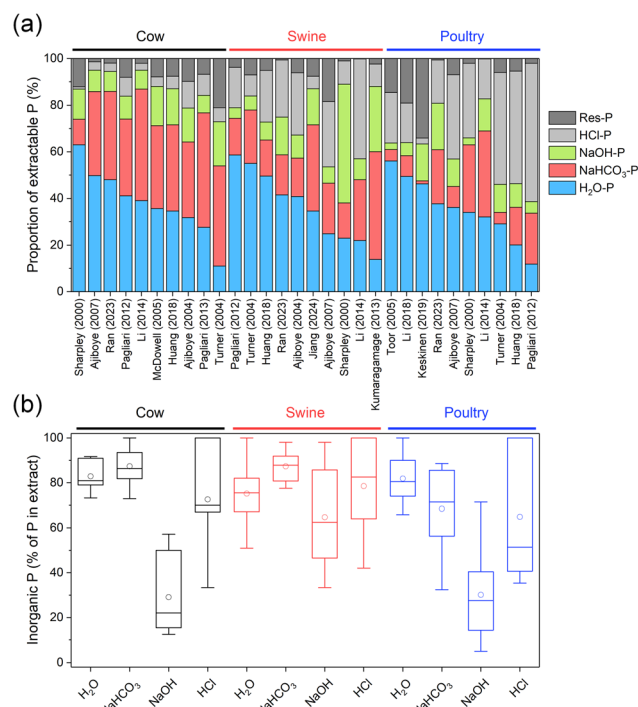 (a)
Cow Swine Poultry
Proportion of extractable P (%)
100
80
60
40
20
0
Res-P
HCl-P
NaOH-P
NaHCO₃-P
H₂O-P
Sharpley (2000)
Ajiboye (2007)
Ran (2023)
Pagliari (2012)
Li (2014)
McDowell (2005)
Huang (2018)
Ajiboye (2004)
Pagliari (2013)
Turner (2004)
Pagliari (2012)
Turner (2004)
Huang (2018)
Ran (2023)
Ajiboye (2004)
Jiang (2024)
Ajiboye (2007)
Sharpley (2000)
Li (2014)
Kumaragamage (2013)
Toor (2005)
Li (2018)
Keskinen (2019)
Ran (2023)
Ajiboye (2007)
Sharpley (2000)
Li (2014)
Turner (2004)
Huang (2018)
Pagliari (2012)
(b)
Cow Swine Poultry
Inorganic P (% of P in extract)
100
80
60
40
20
0
H₂O
NaHCO₃
NaOH
HCl
H₂O
NaHCO₃
NaOH
HCl
H₂O
NaHCO₃
NaOH
HCl